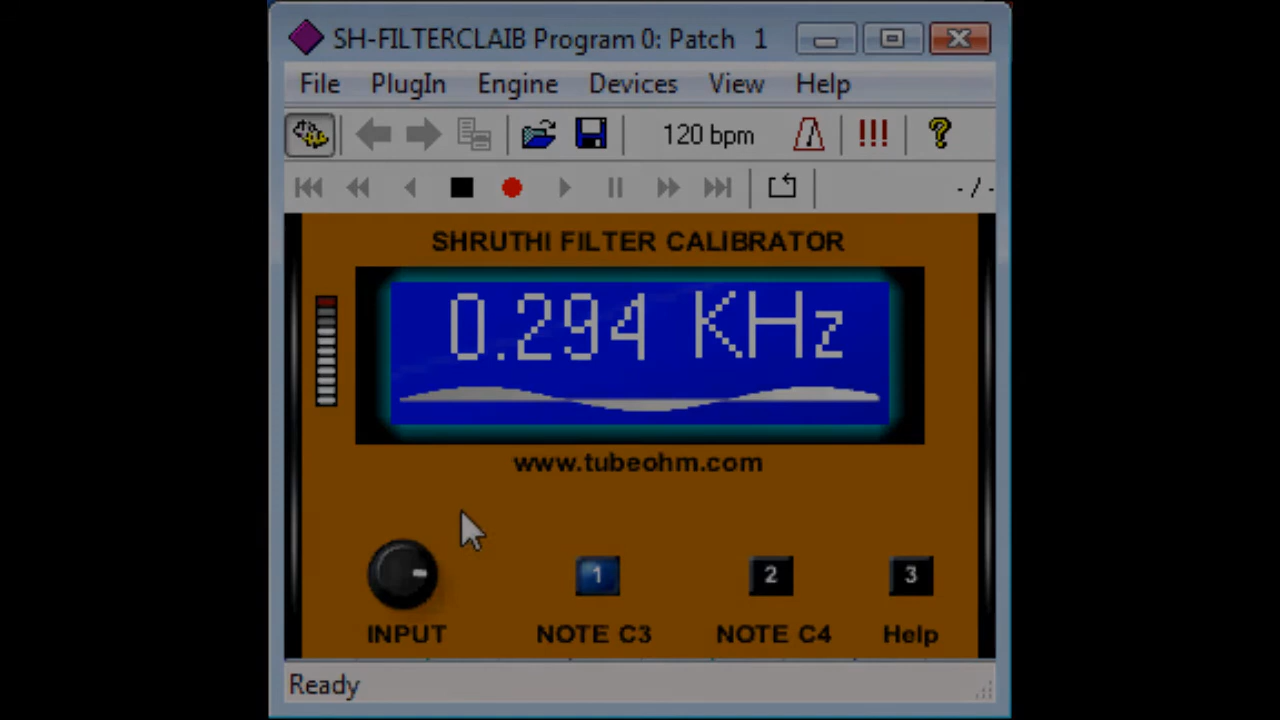 SH-FILTERCLAIB Program 0: Patch 1
File PlugIn Engine Devices View Help
120 bpm !!! ?
- / -
SHRUTHI FILTER CALIBRATOR
0.294 KHz
www.tubeohm.com
1 2 3
INPUT NOTE C3 NOTE C4 Help
Ready